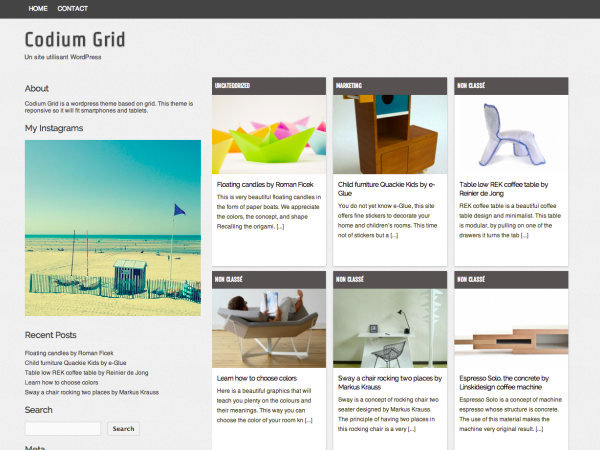 HOME CONTACT
Codium Grid
Un site utilisant WordPress
About
Codium Grid is a wordpress theme based on grid. This theme is
reponsive so it will fit smartphones and tablets.
My Instagrams
Recent Posts
Floating candles by Roman Ficek
Child furniture Quackie Kids by e-Glue
Table low REK coffee table by Reinier de Jong
Learn how to choose colors
Sway a chair rocking two places by Markus Krauss
Search
Search
Meta
UNCATEGORIZED
Floating candles by Roman Ficek
This is very beautiful floating candles in
the form of paper boats. We appreciate
the colors, the concept, and shape
Recalling the origami. [...]
MARKETING
Child furniture Quackie Kids by e-
Glue
You do not yet know e-Glue, this site
offers fine stickers to decorate your
home and children's rooms. This time
not of stickers but a [...]
NON CLASSÉ
Table low REK coffee table by
Reinier de Jong
REK coffee table is a beautiful coffee
table design and minimalist. This table
is modular, by pulling on one of the
drawers it turns the tab [...]
NON CLASSÉ
Learn how to choose colors
Here is a beautiful graphics that will
teach you plenty on the colours and
their meanings. This way you can
choose the color of your room kn [...]
NON CLASSÉ
Sway a chair rocking two places by
Markus Krauss
Sway is a concept of rocking chair two
seater designed by Markus Krauss.
The principle of having two places in
this rocking chair is a very [...]
NON CLASSÉ
Espresso Solo, the concrete by
Linskidesign coffee machine
Espresso Solo is a concept of machine
espresso whose structure is concrete.
The use of this material makes the
machine very original result. [...]